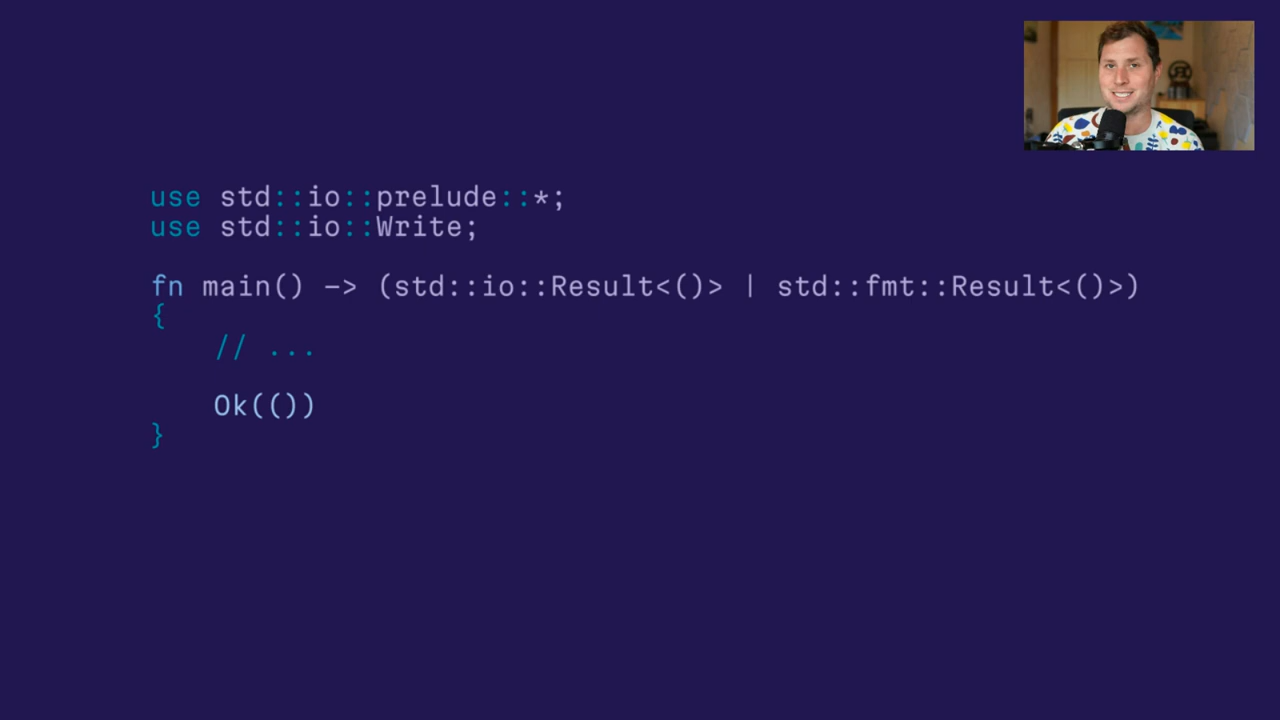 use std::io::prelude::*;
use std::io::Write;
fn main() -> (std::io::Result<()> | std::fmt::Result<()>)
{
// ...
Ok(())
}